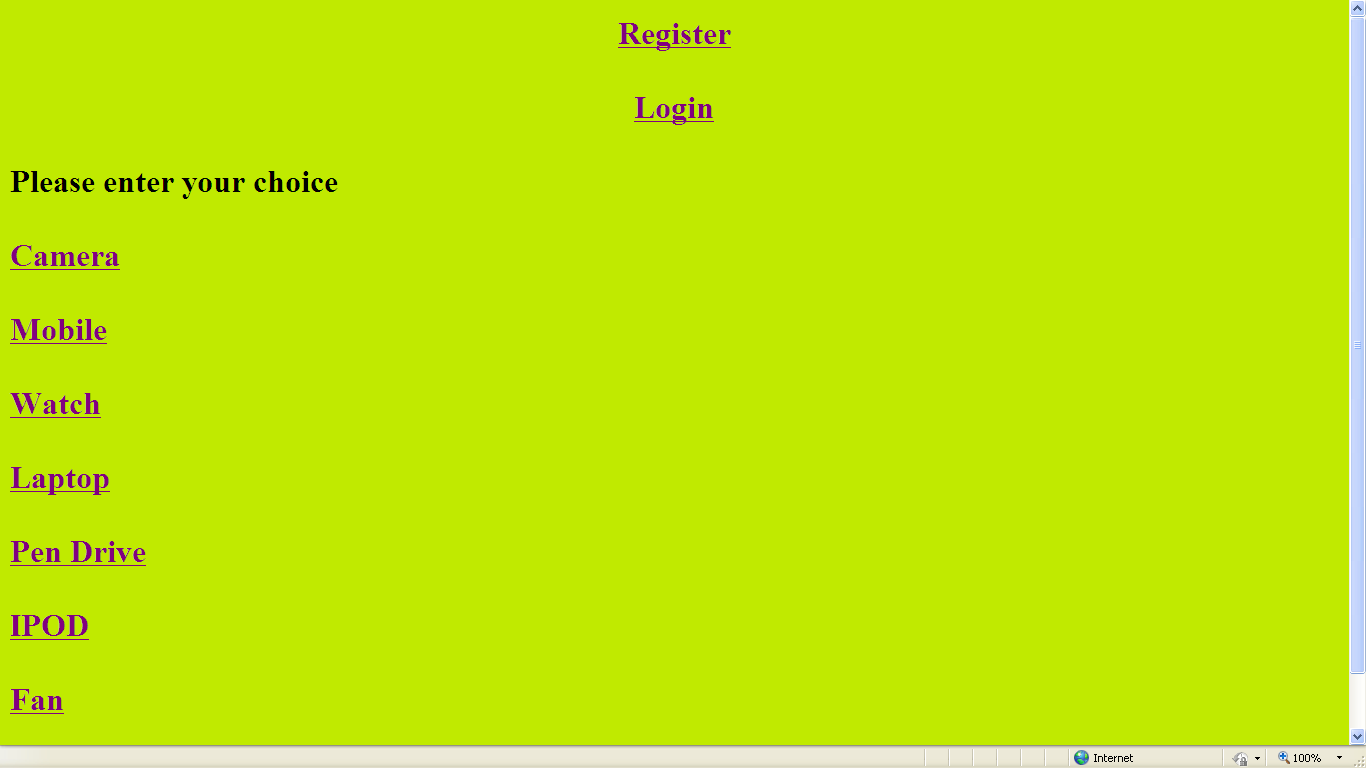 Register
Login
Please enter your choice
Camera
Mobile
Watch
Laptop
Pen Drive
IPOD
Fan
Internet
100%